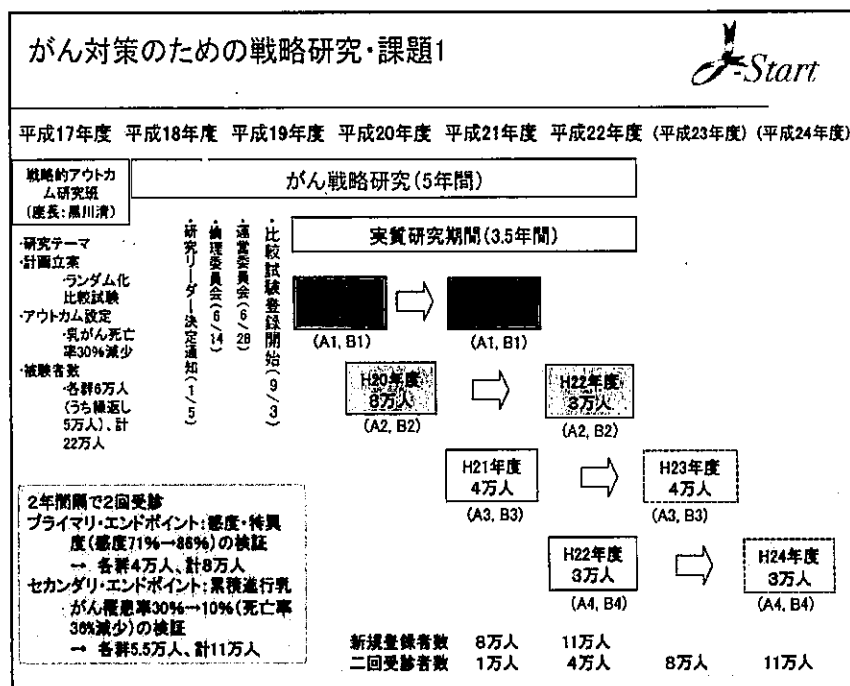 がん対策のための戦略研究・課題1
J-Start
平成17年度 平成18年度 平成19年度 平成20年度 平成21年度 平成22年度 (平成23年度) (平成24年度)
戦略的アウトカ
ム研究班
(座長:黒川清)
がん戦略研究(5年間)
実質研究期間(3.5年間)
・研究テーマ
・計画立案
・ランダム化
比較試験
・アウトカム設定
・乳がん死亡
率30%減少
・被験者数
・各群6万人
(うち繰返し
5万人)、計
22万人
・研究リーダー決定通知(1/5)
・倫理委員会(6/14)
・運営委員会(6/28)
・比較試験登録開始(9/3)
(A1, B1)
(A1, B1)
H20年度
H22年度
3万人
(A2, B2)
(A2, B2)
H21年度
4万人
H23年度
4万人
(A3, B3)
(A3, B3)
H22年度
3万人
H24年度
3万人
(A4, B4)
(A4, B4)
2年間隔で2回受診
プライマリ・エンドポイント:感度・特異
度(感度71%→86%)の検証
→ 各群4万人、計8万人
セカンダリ・エンドポイント:累積進行乳
がん罹患率30%→10%(死亡率
36%減少)の検証
→ 各群5.5万人、計11万人
新規登録者数 8万人 11万人
二回受診者数 1万人 4万人 8万人 11万人